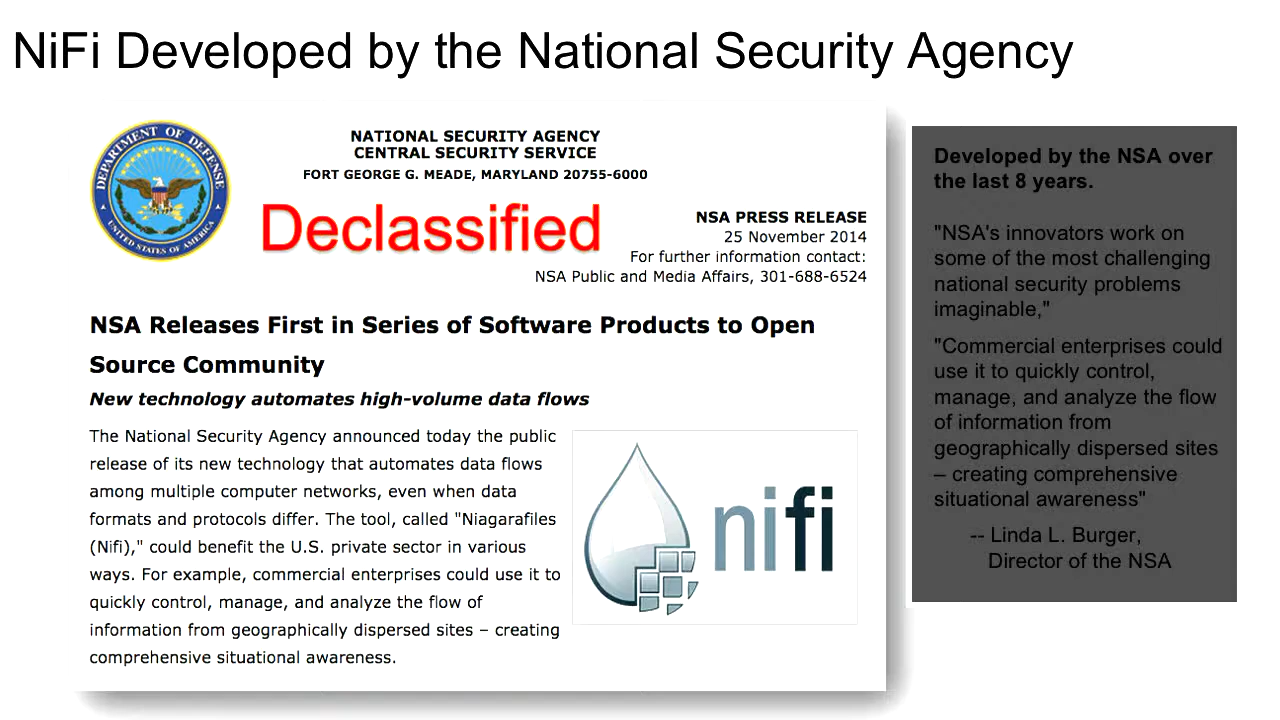 NiFi Developed by the National Security Agency
DEPARTMENT OF DEFENSE
UNITED STATES OF AMERICA
NATIONAL SECURITY AGENCY
CENTRAL SECURITY SERVICE
FORT GEORGE G. MEADE, MARYLAND 20755-6000
Declassified
NSA PRESS RELEASE
25 November 2014
For further information contact:
NSA Public and Media Affairs, 301-688-6524
NSA Releases First in Series of Software Products to Open
Source Community
New technology automates high-volume data flows
The National Security Agency announced today the public
release of its new technology that automates data flows
among multiple computer networks, even when data
formats and protocols differ. The tool, called "Niagarafiles
(Nifi)," could benefit the U.S. private sector in various
ways. For example, commercial enterprises could use it to
quickly control, manage, and analyze the flow of
information from geographically dispersed sites – creating
comprehensive situational awareness.
nifi
Developed by the NSA over
the last 8 years.
"NSA's innovators work on
some of the most challenging
national security problems
imaginable,"
"Commercial enterprises could
use it to quickly control,
manage, and analyze the flow
of information from
geographically dispersed sites
– creating comprehensive
situational awareness"
-- Linda L. Burger,
Director of the NSA